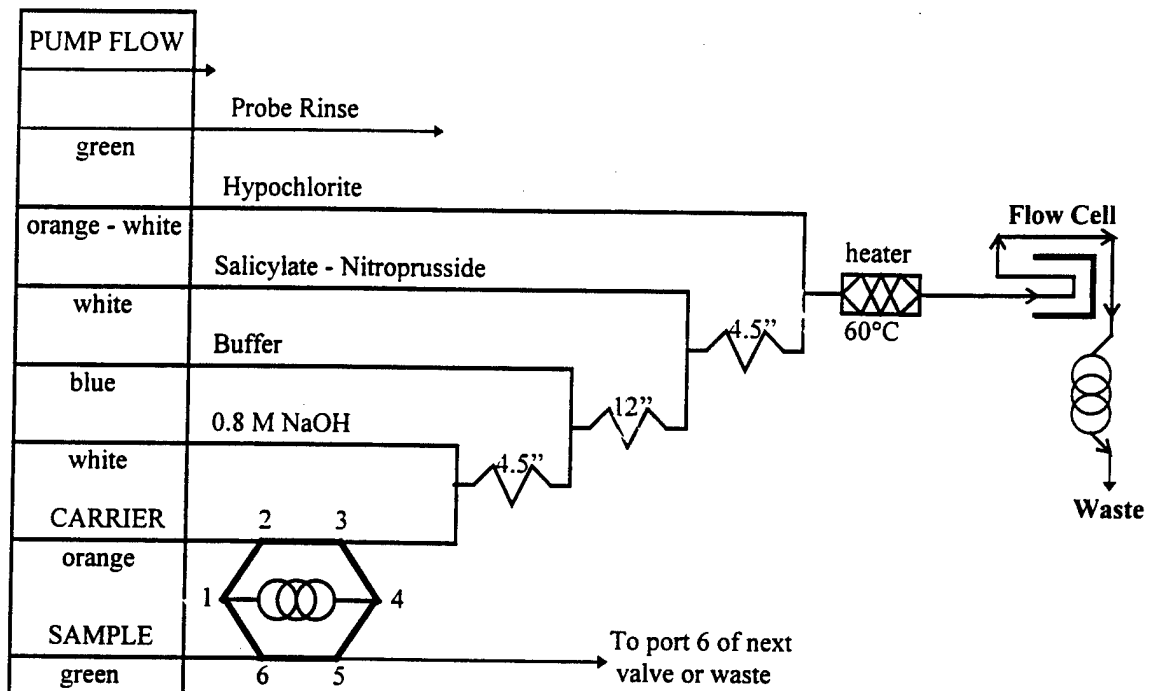 PUMP FLOW
Probe Rinse
green
Hypochlorite
orange - white
Flow Cell
heater
Salicylate - Nitroprusside
white
4.5”
60°C
Buffer
blue
12”
0.8 M NaOH
white
4.5”
Waste
CARRIER
2 3
orange
1 4
SAMPLE
To port 6 of next
valve or waste
green
6 5